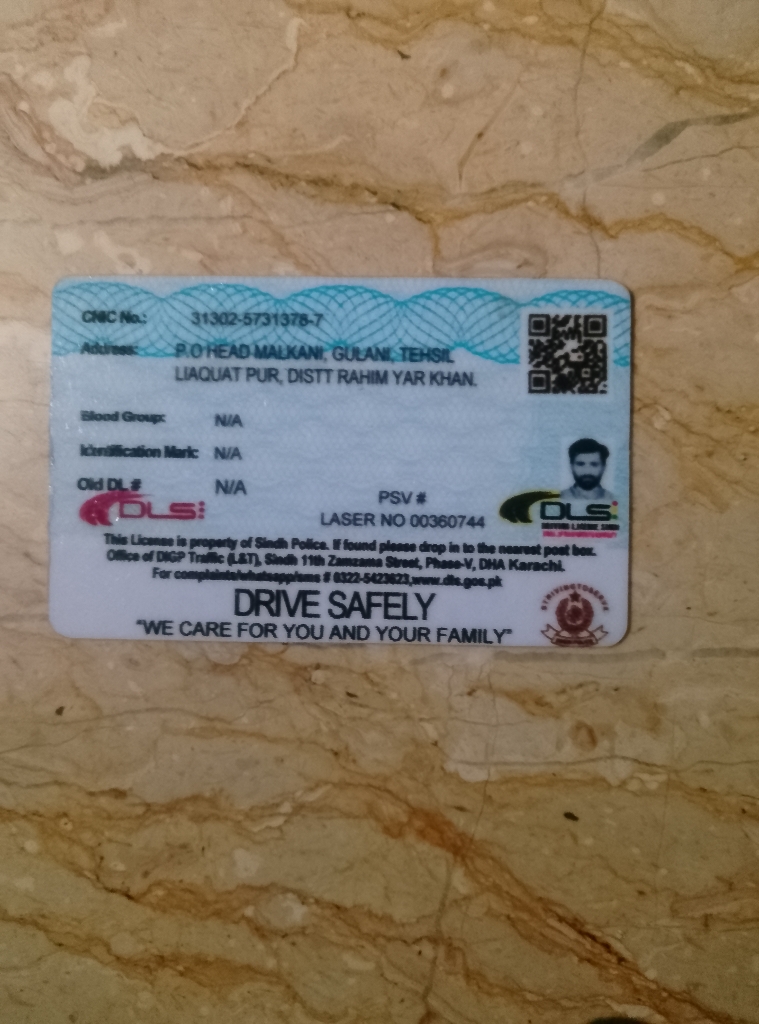 CNIC No.: 31302-5731378-7
Address: P.O HEAD MALKANI, GULANI, TEHSIL
LIAQUAT PUR, DISTT RAHIM YAR KHAN.
Blood Group: N/A
Identification Mark: N/A
Old DL # N/A
PSV #
DLS
LASER NO 00360744
DLS
This License is property of Sindh Police. If found please drop in to the nearest post box.
Office of DIGP Traffic (L&T), Sindh 11th Zamzama Street, Phase-V, DHA Karachi.
For complaints/whatsapp/sms # 0322-5423823,www.dls.gos.pk
DRIVE SAFELY
"WE CARE FOR YOU AND YOUR FAMILY"